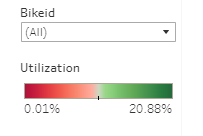 Bikeid
(All)
Utilization
0.01% 20.88%